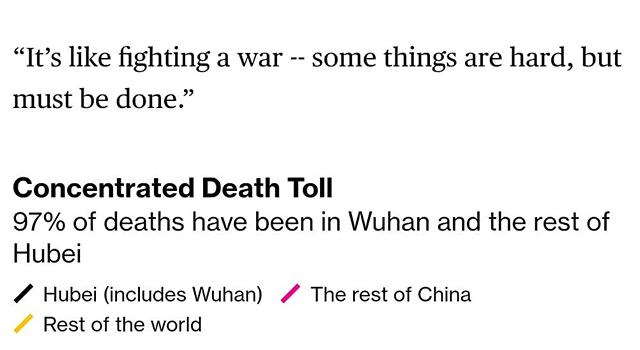 “It’s like fighting a war -- some things are hard, but
must be done.”
Concentrated Death Toll
97% of deaths have been in Wuhan and the rest of
Hubei
Hubei (includes Wuhan) The rest of China
Rest of the world